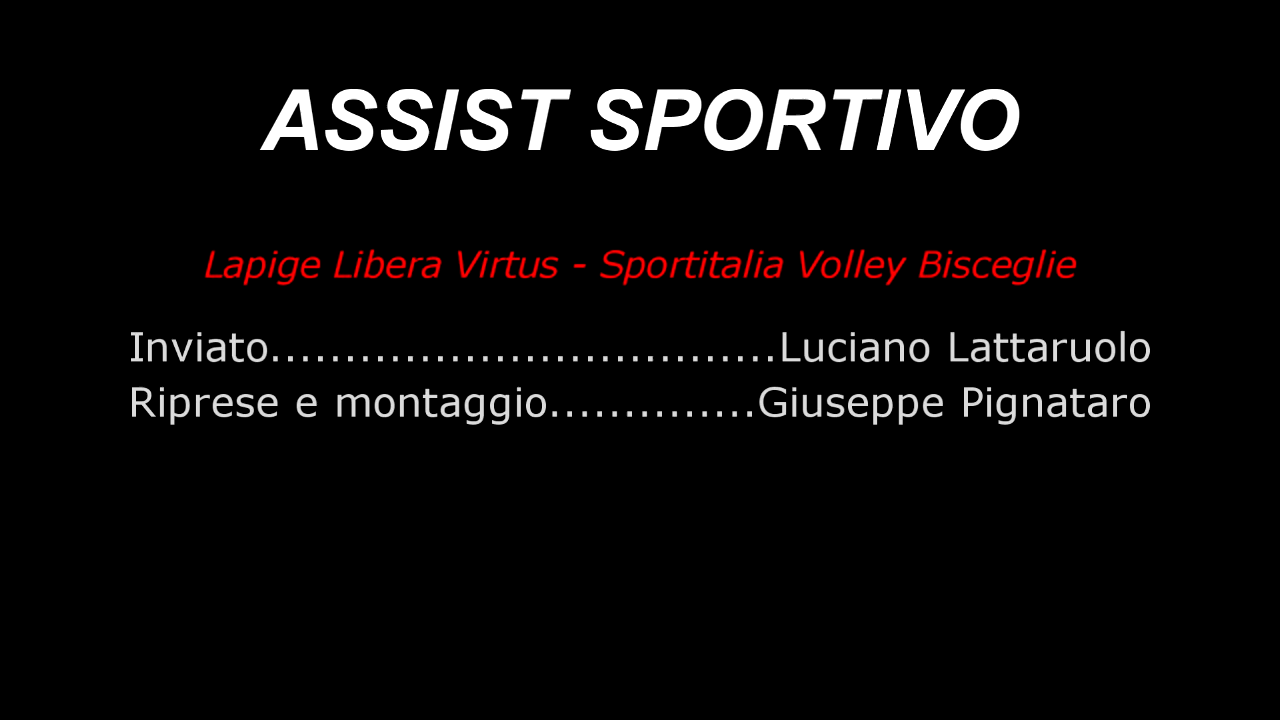 ASSIST SPORTIVO
Lapige Libera Virtus - Sportitalia Volley Bisceglie
Inviato..................................Luciano Lattaruolo
Riprese e montaggio..............Giuseppe Pignataro